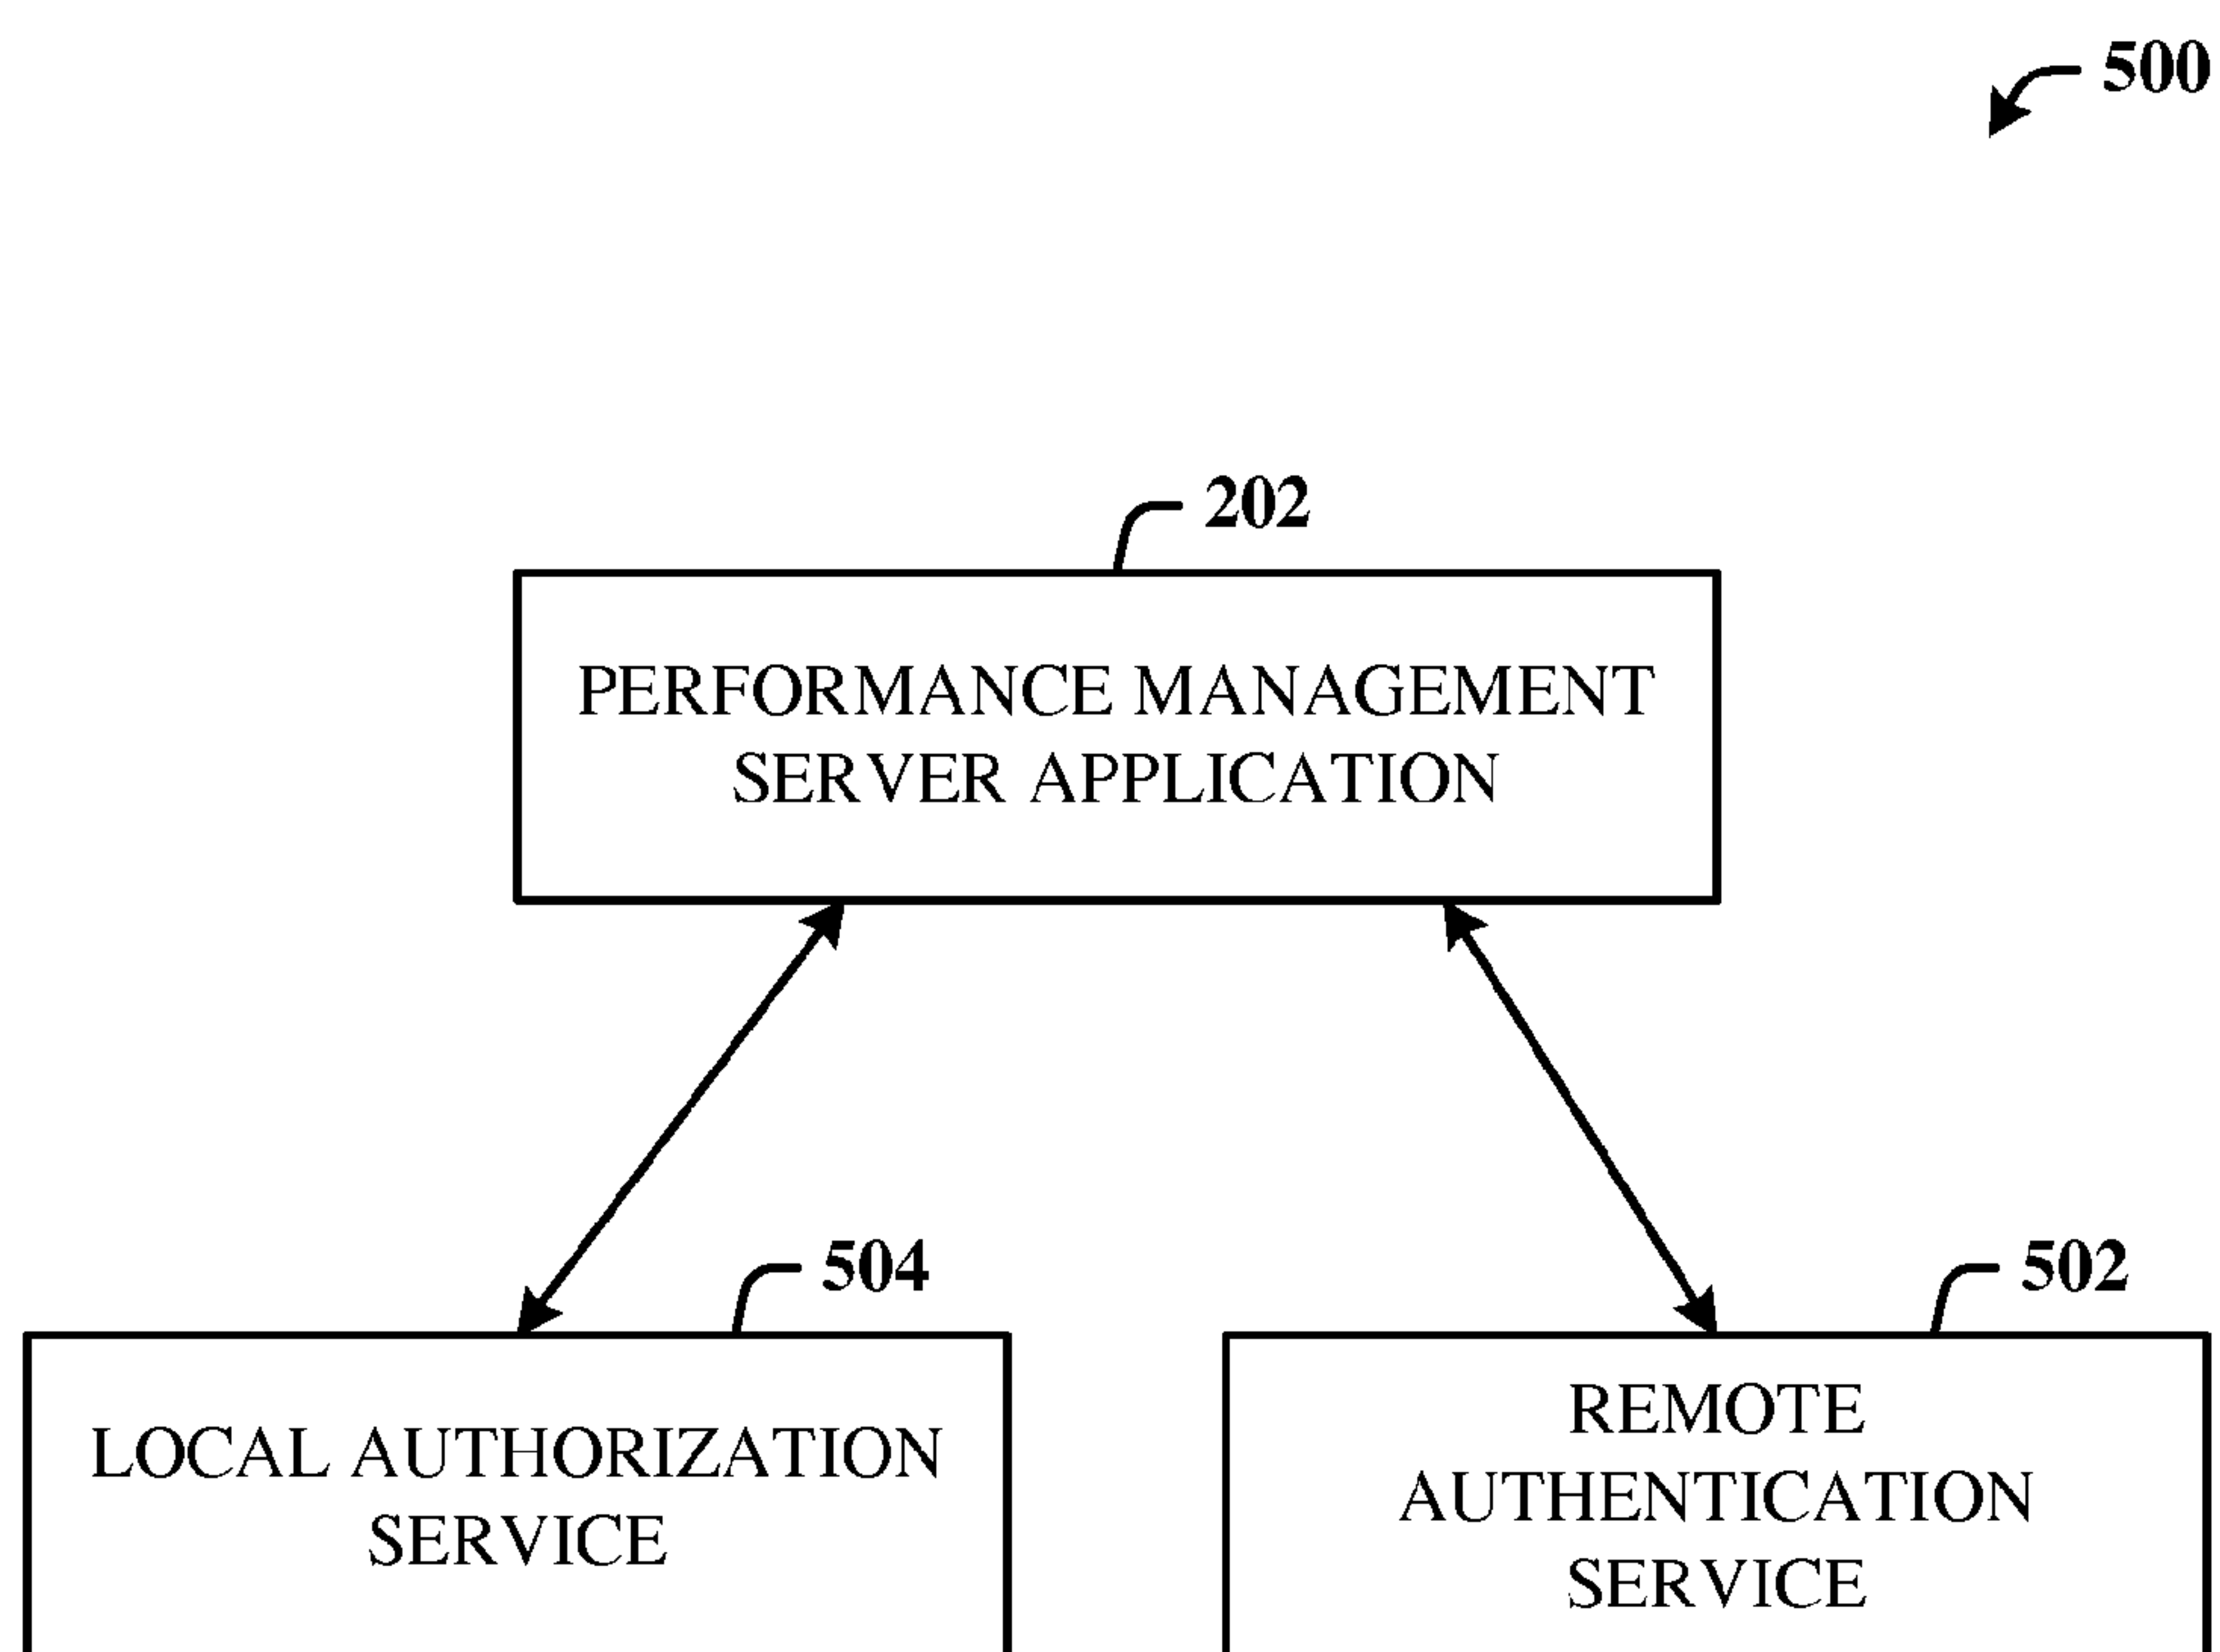 500
202
PERFORMANCE MANAGEMENT
SERVER APPLICATION
504
LOCAL AUTHORIZATION
SERVICE
502
REMOTE
AUTHENTICATION
SERVICE